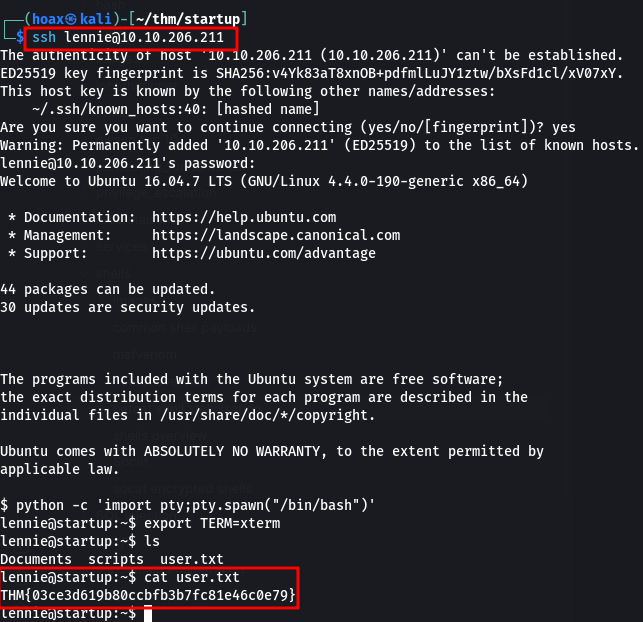 ┌──(hoax㉿kali)-[~/thm/startup]
└─$ ssh lennie@10.10.206.211
The authenticity of host '10.10.206.211 (10.10.206.211)' can't be established.
ED25519 key fingerprint is SHA256:v4Yk83aT8xnOB+pdfmlLuJY1ztw/bXsFd1cl/xV07xY.
This host key is known by the following other names/addresses:
    ~/.ssh/known_hosts:40: [hashed name]
Are you sure you want to continue connecting (yes/no/[fingerprint])? yes
Warning: Permanently added '10.10.206.211' (ED25519) to the list of known hosts.
lennie@10.10.206.211's password:
Welcome to Ubuntu 16.04.7 LTS (GNU/Linux 4.4.0-190-generic x86_64)
 * Documentation:  https://help.ubuntu.com
 * Management:     https://landscape.canonical.com
 * Support:        https://ubuntu.com/advantage
44 packages can be updated.
30 updates are security updates.
The programs included with the Ubuntu system are free software;
the exact distribution terms for each program are described in the
individual files in /usr/share/doc/*/copyright.
Ubuntu comes with ABSOLUTELY NO WARRANTY, to the extent permitted by
applicable law.
$ python -c 'import pty;pty.spawn("/bin/bash")'
lennie@startup:~$ export TERM=xterm
lennie@startup:~$ ls
Documents  scripts  user.txt
lennie@startup:~$ cat user.txt
THM{03ce3d619b80ccbfb3b7fc81e46c0e79}
lennie@startup:~$